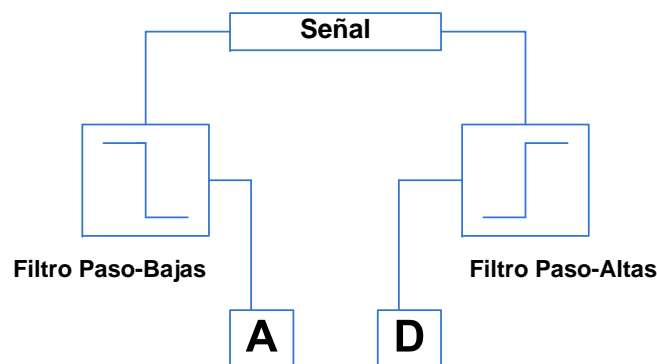 Señal
Filtro Paso-Bajas
Filtro Paso-Altas
A
D